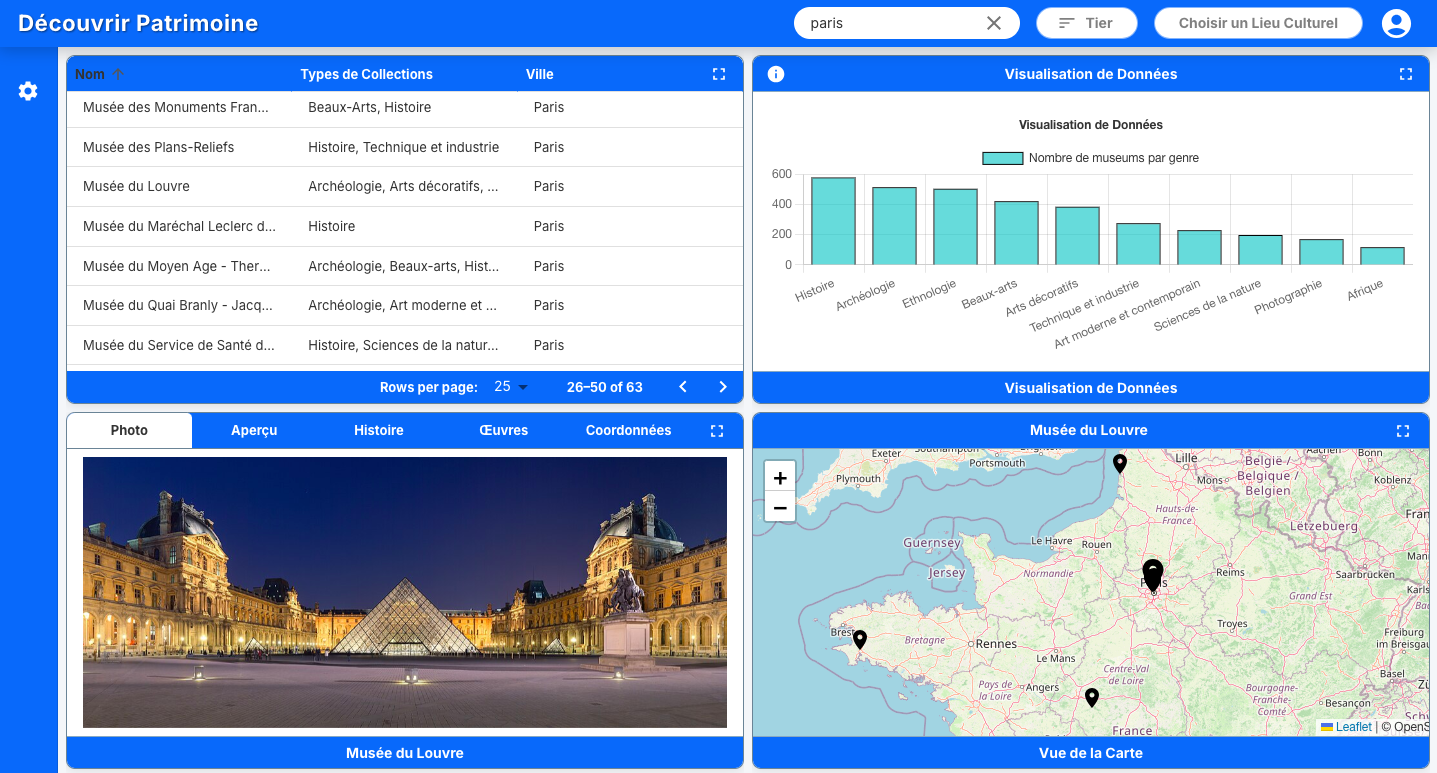 Découvrir Patrimoine
paris
Tier
Choisir un Lieu Culturel
Nom Types de Collections Ville
Musée des Monuments Fran... Beaux-Arts, Histoire Paris
Musée des Plans-Reliefs Histoire, Technique et industrie Paris
Musée du Louvre Archéologie, Arts décoratifs, ... Paris
Musée du Maréchal Leclerc d... Histoire Paris
Musée du Moyen Age - Ther... Archéologie, Beaux-arts, Hist... Paris
Musée du Quai Branly - Jacq... Archéologie, Art moderne et ... Paris
Musée du Service de Santé d... Histoire, Sciences de la natur... Paris
Rows per page: 25 26–50 of 63
Visualisation de Données
Visualisation de Données
Nombre de museums par genre
600
400
200
0
Histoire
Archéologie
Ethnologie
Beaux-arts
Arts décoratifs
Technique et industrie
Art moderne et contemporain
Sciences de la nature
Photographie
Afrique
Visualisation de Données
Photo Aperçu Histoire Œuvres Coordonnées
Musée du Louvre
Musée du Louvre
+
−
Exeter
Southampton
Portsmouth
Plymouth
Lille
België /
Belgique /
Belgien
Aachen
Bonn
Mons
Koblenz
Hauts-de-
France
Lëtzebuerg
Fran
Guernsey
Le Havre
Rouen
Jersey
Normandie
Reims
Saarbrücken
Karls
Paris
Grand Est
Brest
Bretagne
Rennes
Troyes
Freiburg
im Breisgau
Le Mans
Centre-Val
de Loire
Basel
Pays de
la Loire
Angers
Bourgogne-
Franche-
Comté
Besançon
Zü
Schw
France
Leaflet | © OpenS
Vue de la Carte